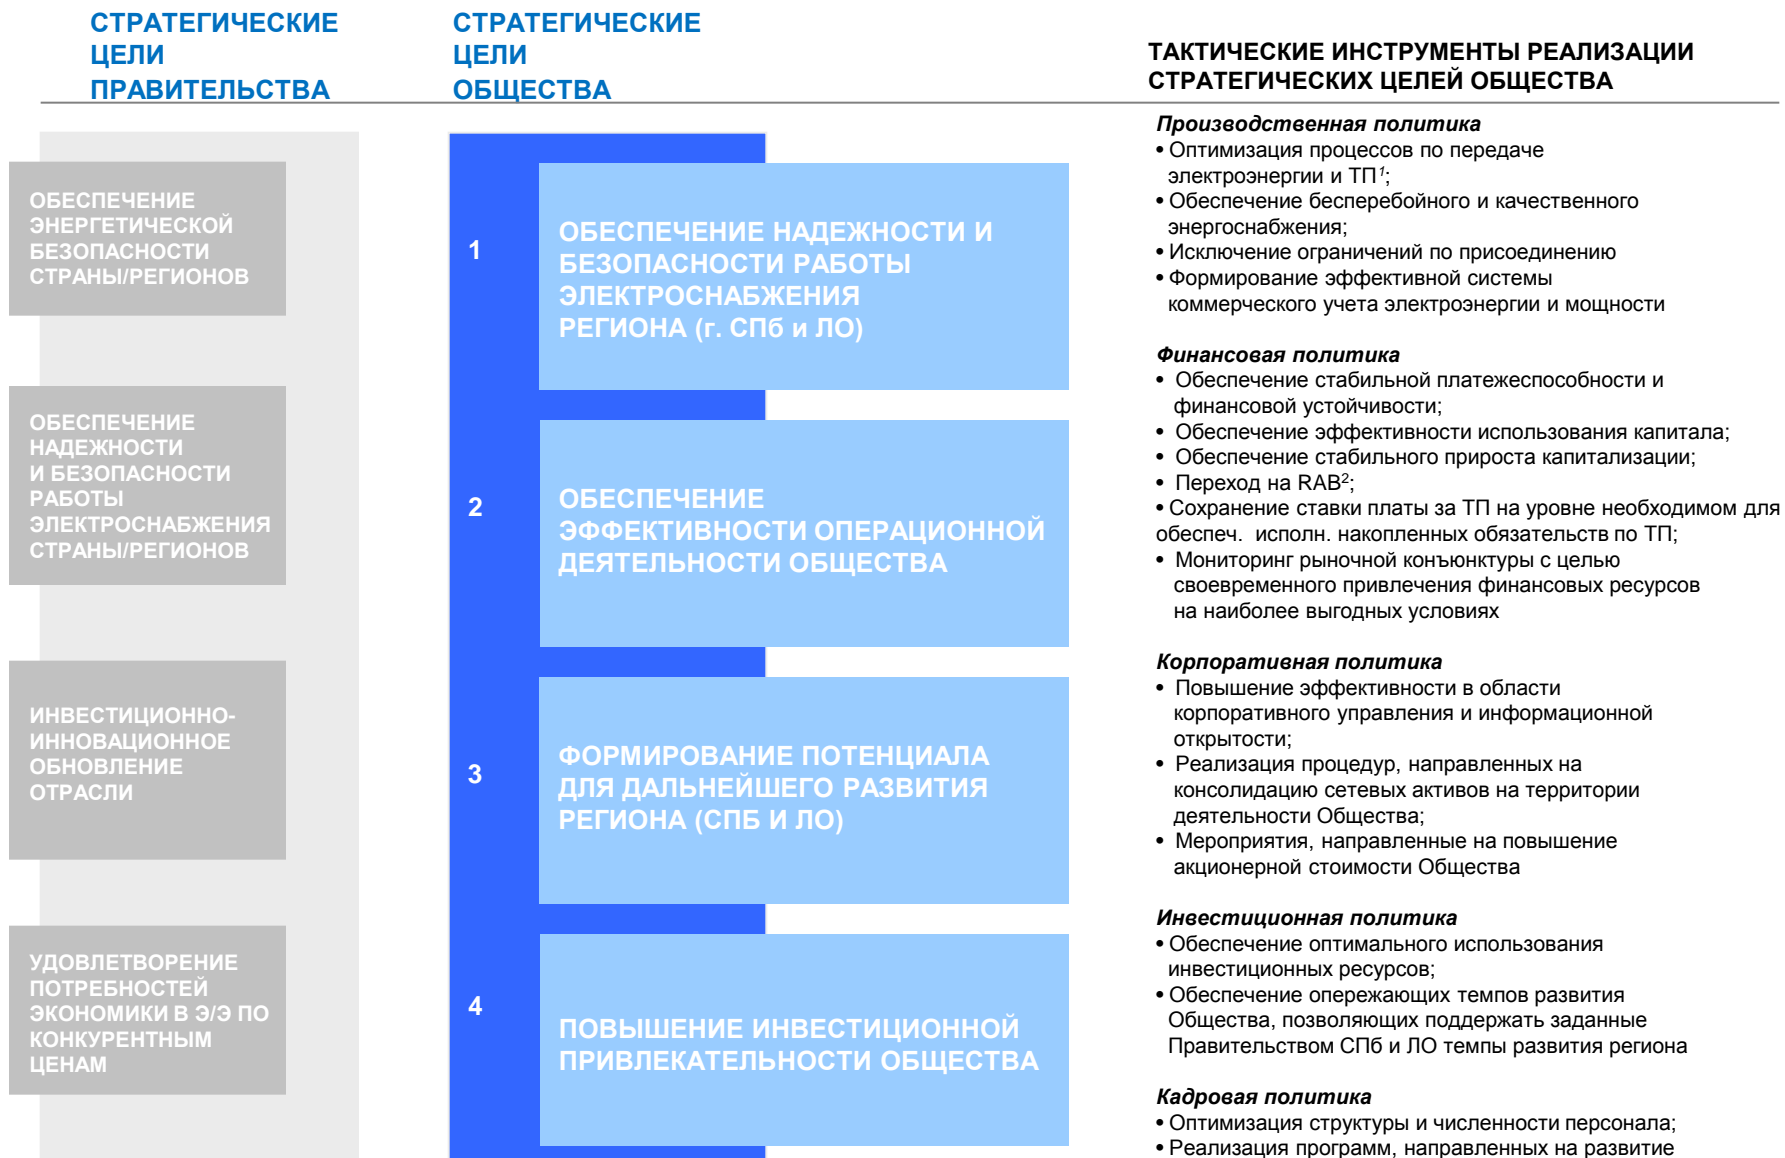 СТРАТЕГИЧЕСКИЕ
ЦЕЛИ
ПРАВИТЕЛЬСТВА
СТРАТЕГИЧЕСКИЕ
ЦЕЛИ
ОБЩЕСТВА
ТАКТИЧЕСКИЕ ИНСТРУМЕНТЫ РЕАЛИЗАЦИИ
СТРАТЕГИЧЕСКИХ ЦЕЛЕЙ ОБЩЕСТВА
ОБЕСПЕЧЕНИЕ
ЭНЕРГЕТИЧЕСКОЙ
БЕЗОПАСНОСТИ
СТРАНЫ/РЕГИОНОВ
ОБЕСПЕЧЕНИЕ
НАДЕЖНОСТИ
И БЕЗОПАСНОСТИ
РАБОТЫ
ЭЛЕКТРОСНАБЖЕНИЯ
СТРАНЫ/РЕГИОНОВ
ИНВЕСТИЦИОННО-
ИННОВАЦИОННОЕ
ОБНОВЛЕНИЕ
ОТРАСЛИ
УДОВЛЕТВОРЕНИЕ
ПОТРЕБНОСТЕЙ
ЭКОНОМИКИ В Э/Э ПО
КОНКУРЕНТНЫМ
ЦЕНАМ
1
ОБЕСПЕЧЕНИЕ НАДЕЖНОСТИ И
БЕЗОПАСНОСТИ РАБОТЫ
ЭЛЕКТРОСНАБЖЕНИЯ
РЕГИОНА (г. СПб и ЛО)
2
ОБЕСПЕЧЕНИЕ
ЭФФЕКТИВНОСТИ ОПЕРАЦИОННОЙ
ДЕЯТЕЛЬНОСТИ ОБЩЕСТВА
3
ФОРМИРОВАНИЕ ПОТЕНЦИАЛА
ДЛЯ ДАЛЬНЕЙШЕГО РАЗВИТИЯ
РЕГИОНА (СПБ И ЛО)
4
ПОВЫШЕНИЕ ИНВЕСТИЦИОННОЙ
ПРИВЛЕКАТЕЛЬНОСТИ ОБЩЕСТВА
Производственная политика
• Оптимизация процессов по передаче
электроэнергии и ТП¹;
• Обеспечение бесперебойного и качественного
энергоснабжения;
• Исключение ограничений по присоединению
• Формирование эффективной системы
коммерческого учета электроэнергии и мощности
Финансовая политика
• Обеспечение стабильной платежеспособности и
финансовой устойчивости;
• Обеспечение эффективности использования капитала;
• Обеспечение стабильного прироста капитализации;
• Переход на RAB²;
• Сохранение ставки платы за ТП на уровне необходимом для
обеспеч. исполн. накопленных обязательств по ТП;
• Мониторинг рыночной конъюнктуры с целью
своевременного привлечения финансовых ресурсов
на наиболее выгодных условиях
Корпоративная политика
• Повышение эффективности в области
корпоративного управления и информационной
открытости;
• Реализация процедур, направленных на
консолидацию сетевых активов на территории
деятельности Общества;
• Мероприятия, направленные на повышение
акционерной стоимости Общества
Инвестиционная политика
• Обеспечение оптимального использования
инвестиционных ресурсов;
• Обеспечение опережающих темпов развития
Общества, позволяющих поддержать заданные
Правительством СПб и ЛО темпы развития региона
Кадровая политика
• Оптимизация структуры и численности персонала;
• Реализация программ, направленных на развитие